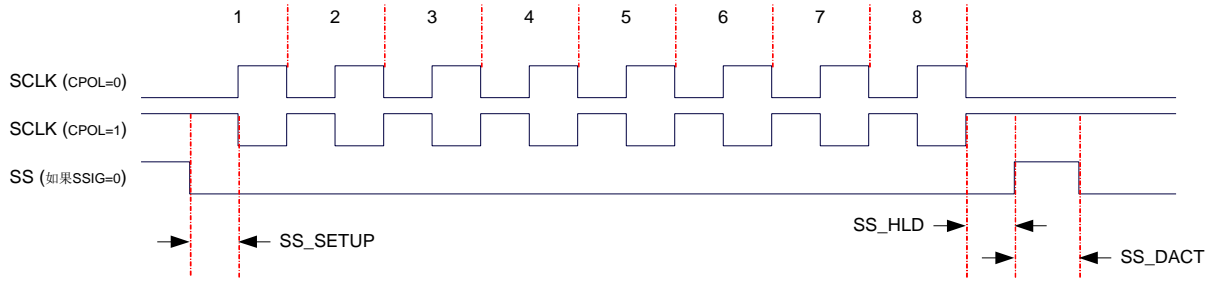 1 2 3 4 5 6 7 8
SCLK (CPOL=0)
SCLK (CPOL=1)
SS (如果SSIG=0)
SS_SETUP
SS_HLD
SS_DACT